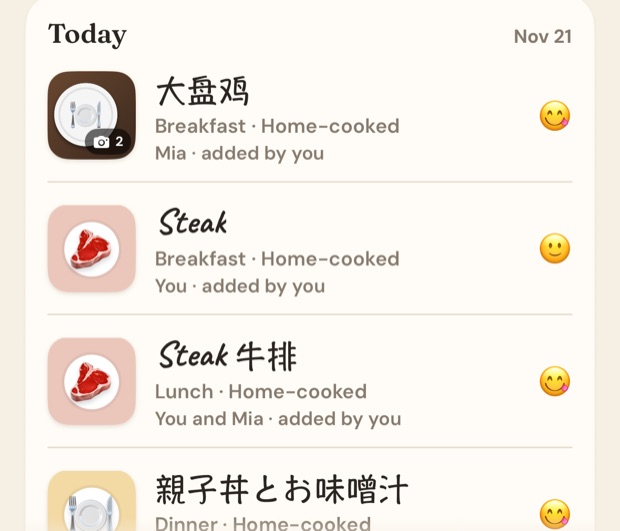 Today
Nov 21
大盘鸡
Breakfast · Home-cooked
Mia · added by you
2
Steak
Breakfast · Home-cooked
You · added by you
Steak 牛排
Lunch · Home-cooked
You and Mia · added by you
親子丼とお味噌汁
Dinner · Home-cooked